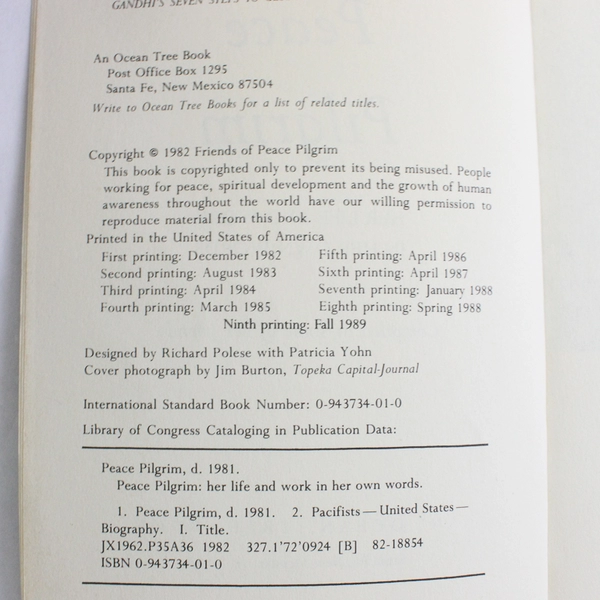 GANDHI'S SEVEN STEPS TO
An Ocean Tree Book
Post Office Box 1295
Santa Fe, New Mexico 87504
Write to Ocean Tree Books for a list of related titles.
Copyright © 1982 Friends of Peace Pilgrim
This book is copyrighted only to prevent its being misused. People
working for peace, spiritual development and the growth of human
awareness throughout the world have our willing permission to
reproduce material from this book.
Printed in the United States of America
First printing: December 1982 Fifth printing: April 1986
Second printing: August 1983 Sixth printing: April 1987
Third printing: April 1984 Seventh printing: January 1988
Fourth printing: March 1985 Eighth printing: Spring 1988
Ninth printing: Fall 1989
Designed by Richard Polese with Patricia Yohn
Cover photograph by Jim Burton, Topeka Capital-Journal
International Standard Book Number: 0-943734-01-0
Library of Congress Cataloging in Publication Data:
Peace Pilgrim, d. 1981.
Peace Pilgrim: her life and work in her own words.
1. Peace Pilgrim, d. 1981. 2. Pacifists—United States—
Biography. I. Title.
JX1962.P35A36 1982 327.1'72'0924 [B] 82-18854
ISBN 0-943734-01-0